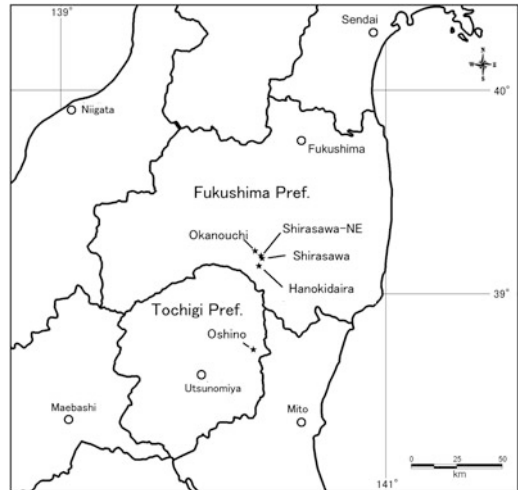 139°
Sendai
N
W E
S
40°
Niigata
Fukushima
Fukushima Pref.
Okanouchi
Shirasawa-NE
Shirasawa
Hanokidaira
39°
Tochigi Pref.
Oshino
Utsunomiya
Maebashi
Mito
0 25 50
km
141°